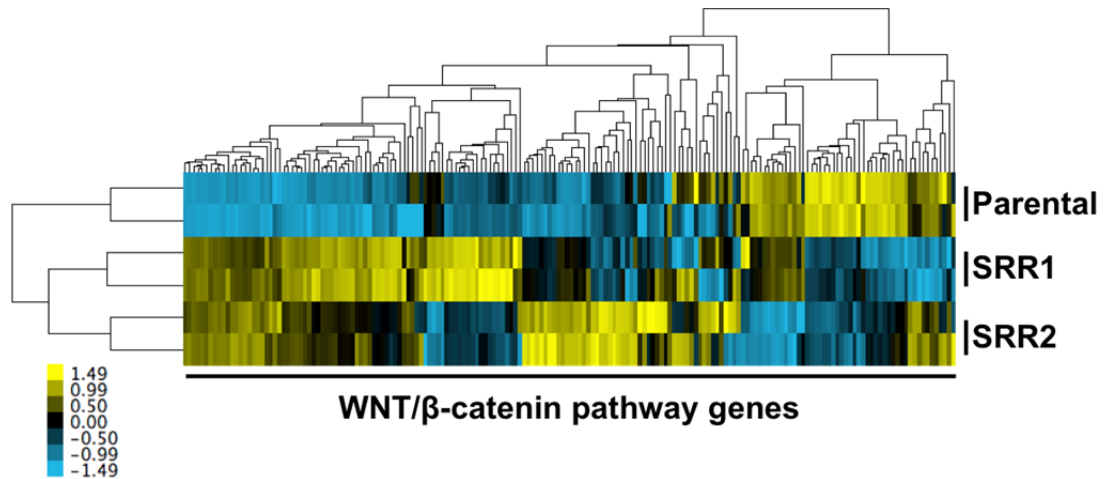 Parental
SRR1
SRR2
1.49
0.99
0.50
0.00
-0.50
-0.99
-1.49
WNT/β-catenin pathway genes